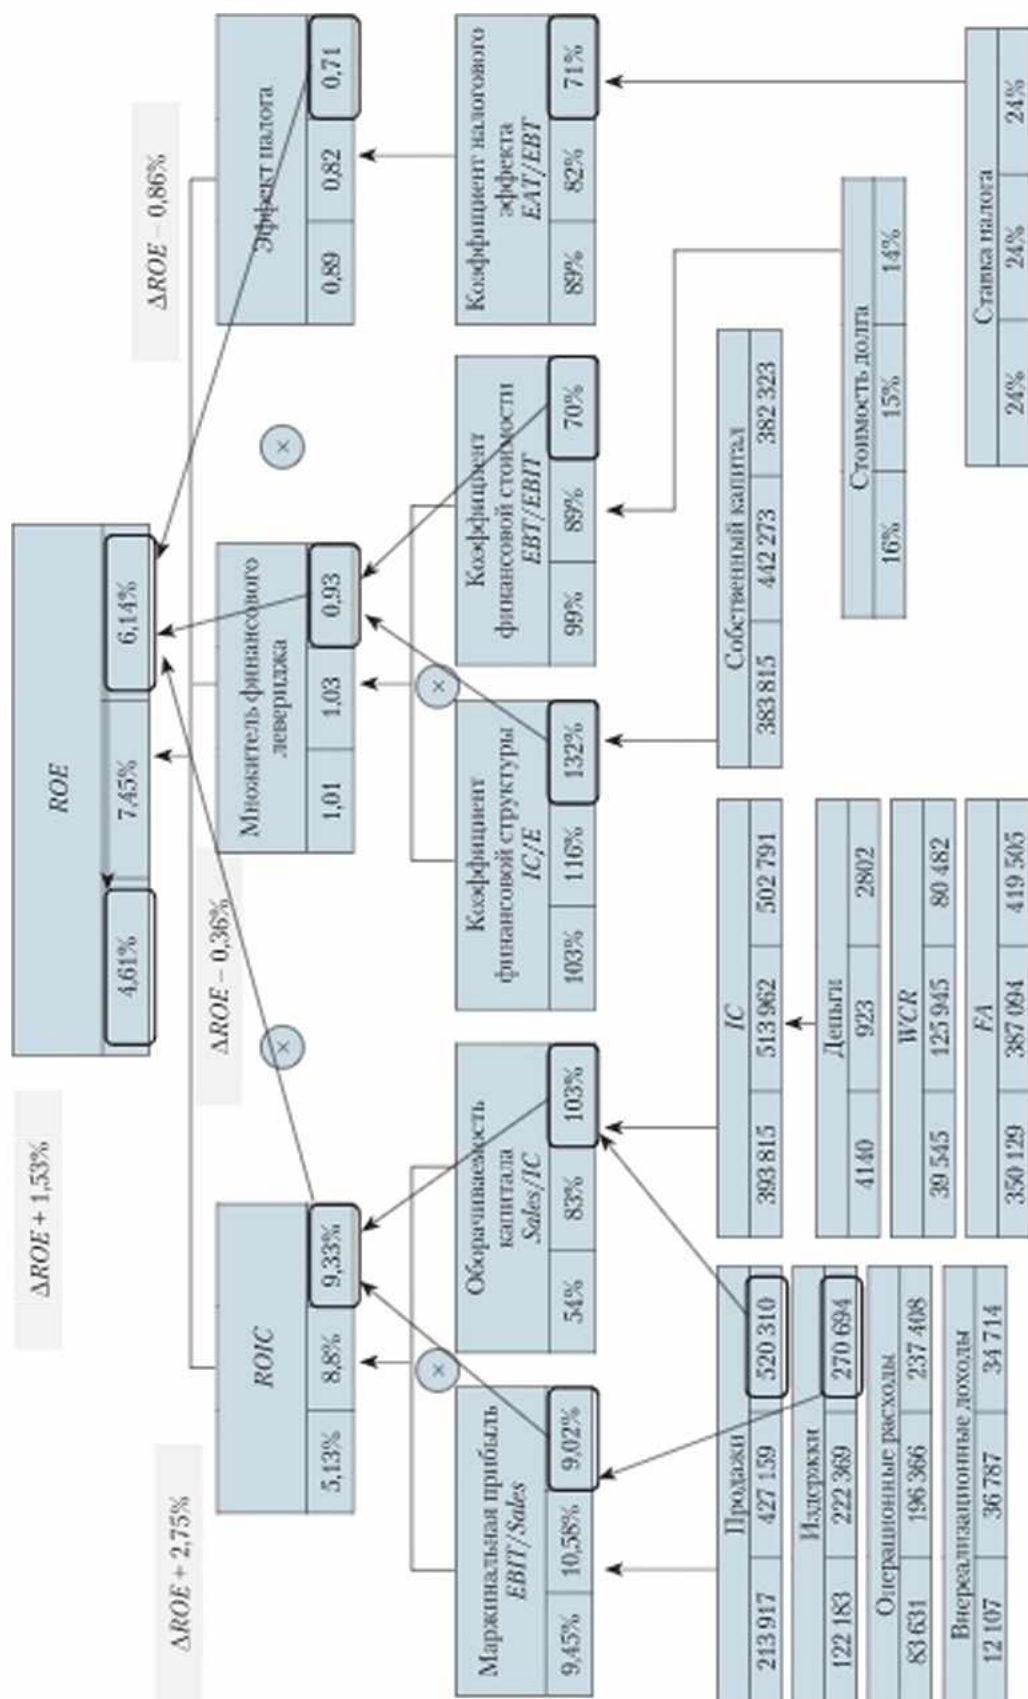 ΔROE + 1,53%
ROE
4,61% 7,45% 6,14%
ΔROE + 2,75%
ΔROE – 0,36%
ΔROE – 0,86%
ROIC
5,13% 8,8% 9,33%
×
Множитель финансового
левериджа
1,01 1,03 0,93
×
Эффект налога
0,89 0,82 0,71
×
×
Маржинальная прибыль
EBIT/Sales
9,45% 10,58% 9,02%
Оборачиваемость
капитала
Sales/IC
54% 83% 103%
Коэффициент
финансовой структуры
IC/E
103% 116% 132%
Коэффициент
финансовой стоимости
EBT/EBIT
99% 89% 70%
Коэффициент налогового
эффекта
EAT/EBT
89% 82% 71%
Продажи
213 917 427 159 520 310
Издержки
122 183 222 369 270 694
Операционные расходы
83 631 196 366 237 408
Внереализационные доходы
12 107 36 787 34 714
IC
393 815 513 962 502 791
Деньги
4140 923 2802
WCR
39 545 125 945 80 482
FA
350 129 387 094 419 505
Собственный капитал
383 815 442 273 382 323
Стоимость долга
16% 15% 14%
Ставка налога
24% 24% 24%